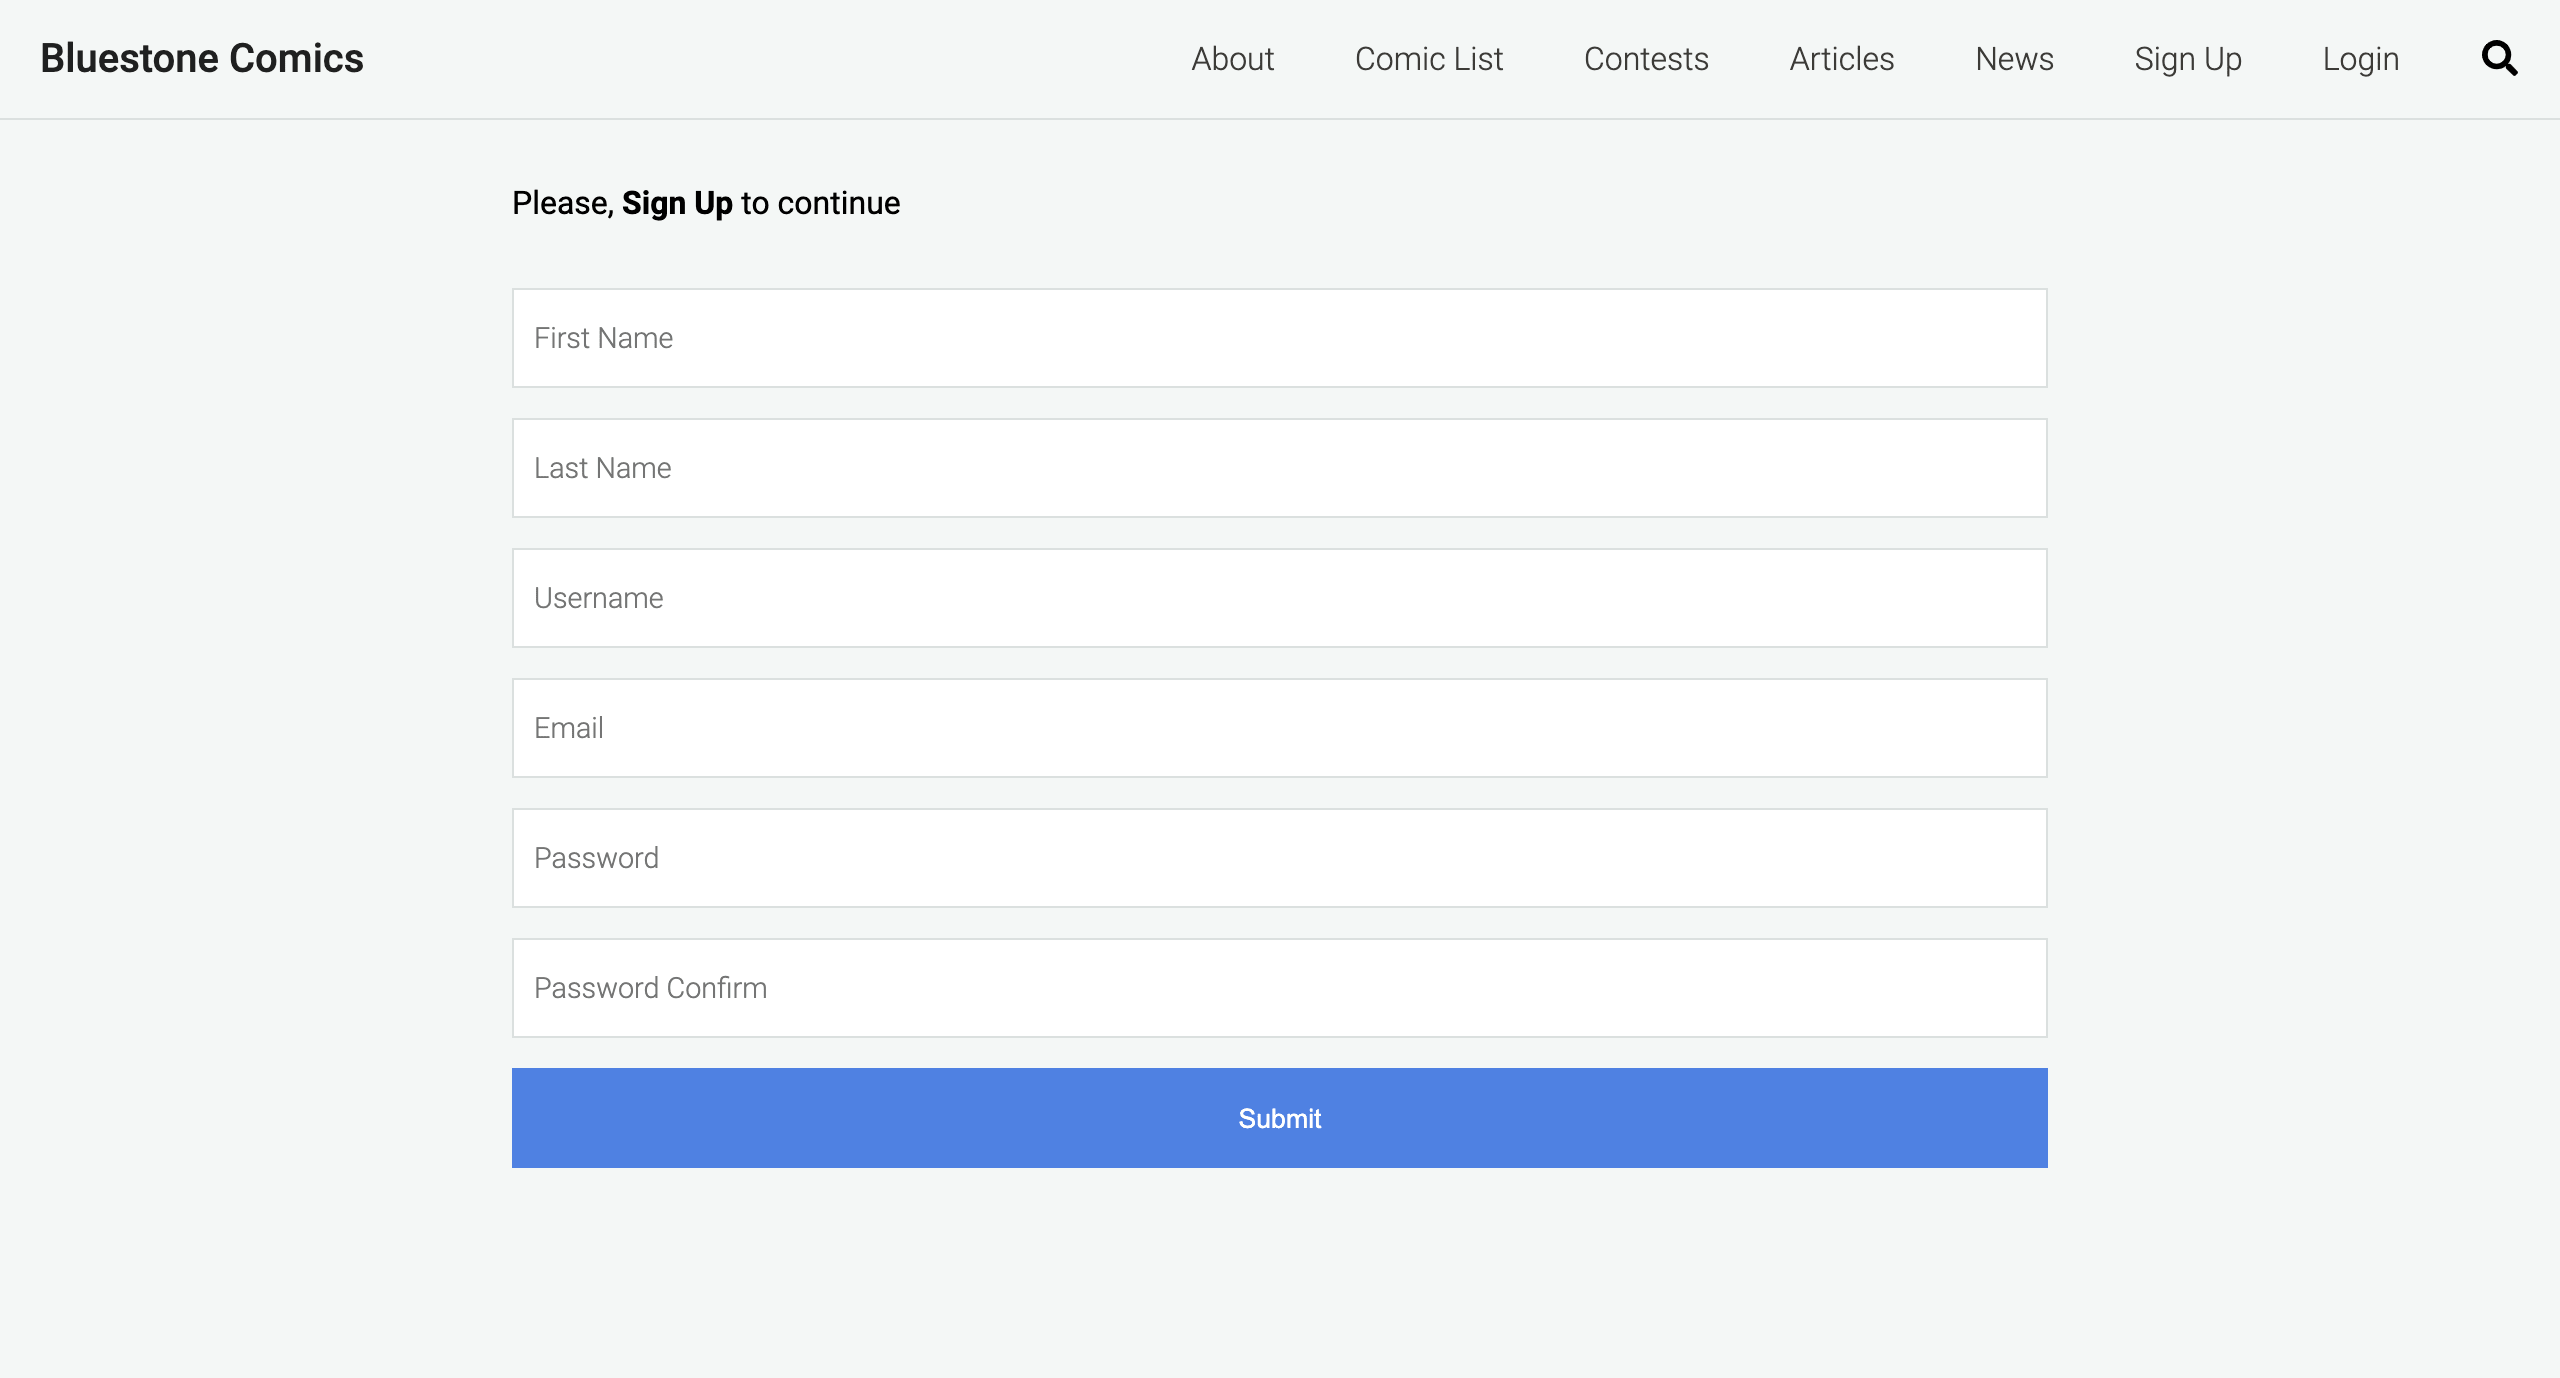 Bluestone Comics
About
Comic List
Contests
Articles
News
Sign Up
Login
Please, Sign Up to continue
First Name
Last Name
Username
Email
Password
Password Confirm
Submit